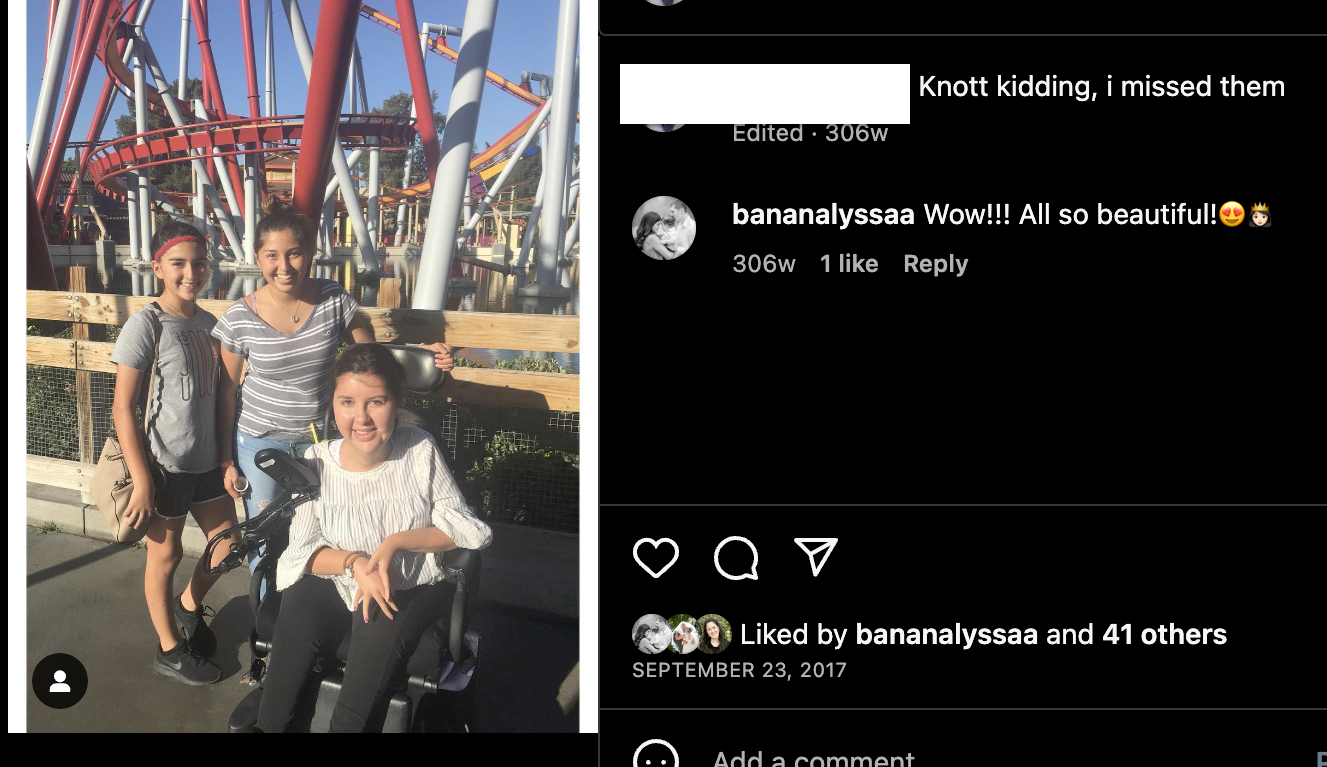 Knott kidding, i missed them
Edited · 306w
bananalyssaa Wow!!! All so beautiful!😍👸🏻
306w 1 like Reply
Liked by bananalyssaa and 41 others
SEPTEMBER 23, 2017
Add a comment